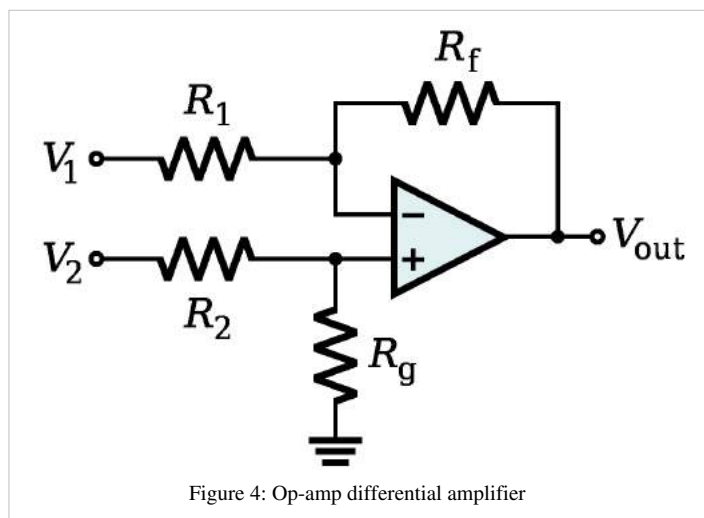 Rf
R1
V1
−
Vout
V2
+
R2
Rg
Figure 4: Op-amp differential amplifier